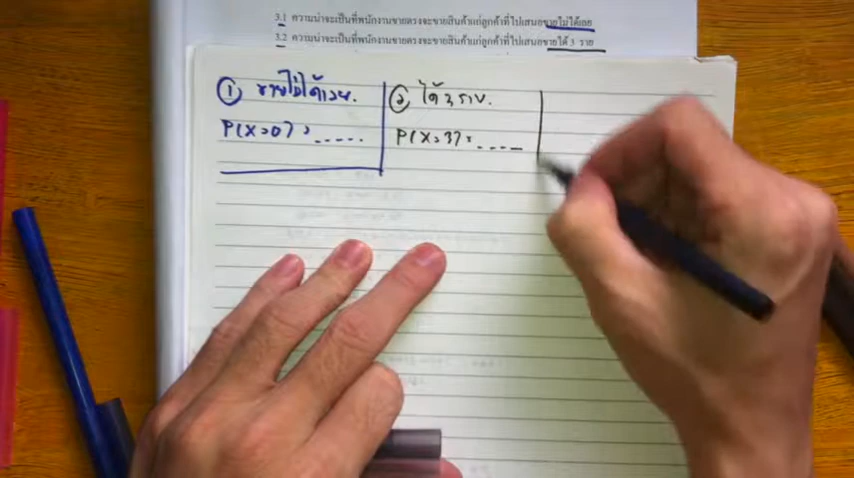 3.1 ความน่าจะเป็นที่พนักงานขายตรงจะขายสินค้าแก่ลูกค้าที่ไปเสนอขายไม่ได้เลย
3.2 ความน่าจะเป็นที่พนักงานขายตรงจะขายสินค้าแก่ลูกค้าที่ไปเสนอขายได้ 3 ราย
① ขายไม่ได้เลย.
P(X=0) = .....
② ได้ 3 ราย.
P(X=3) = ....